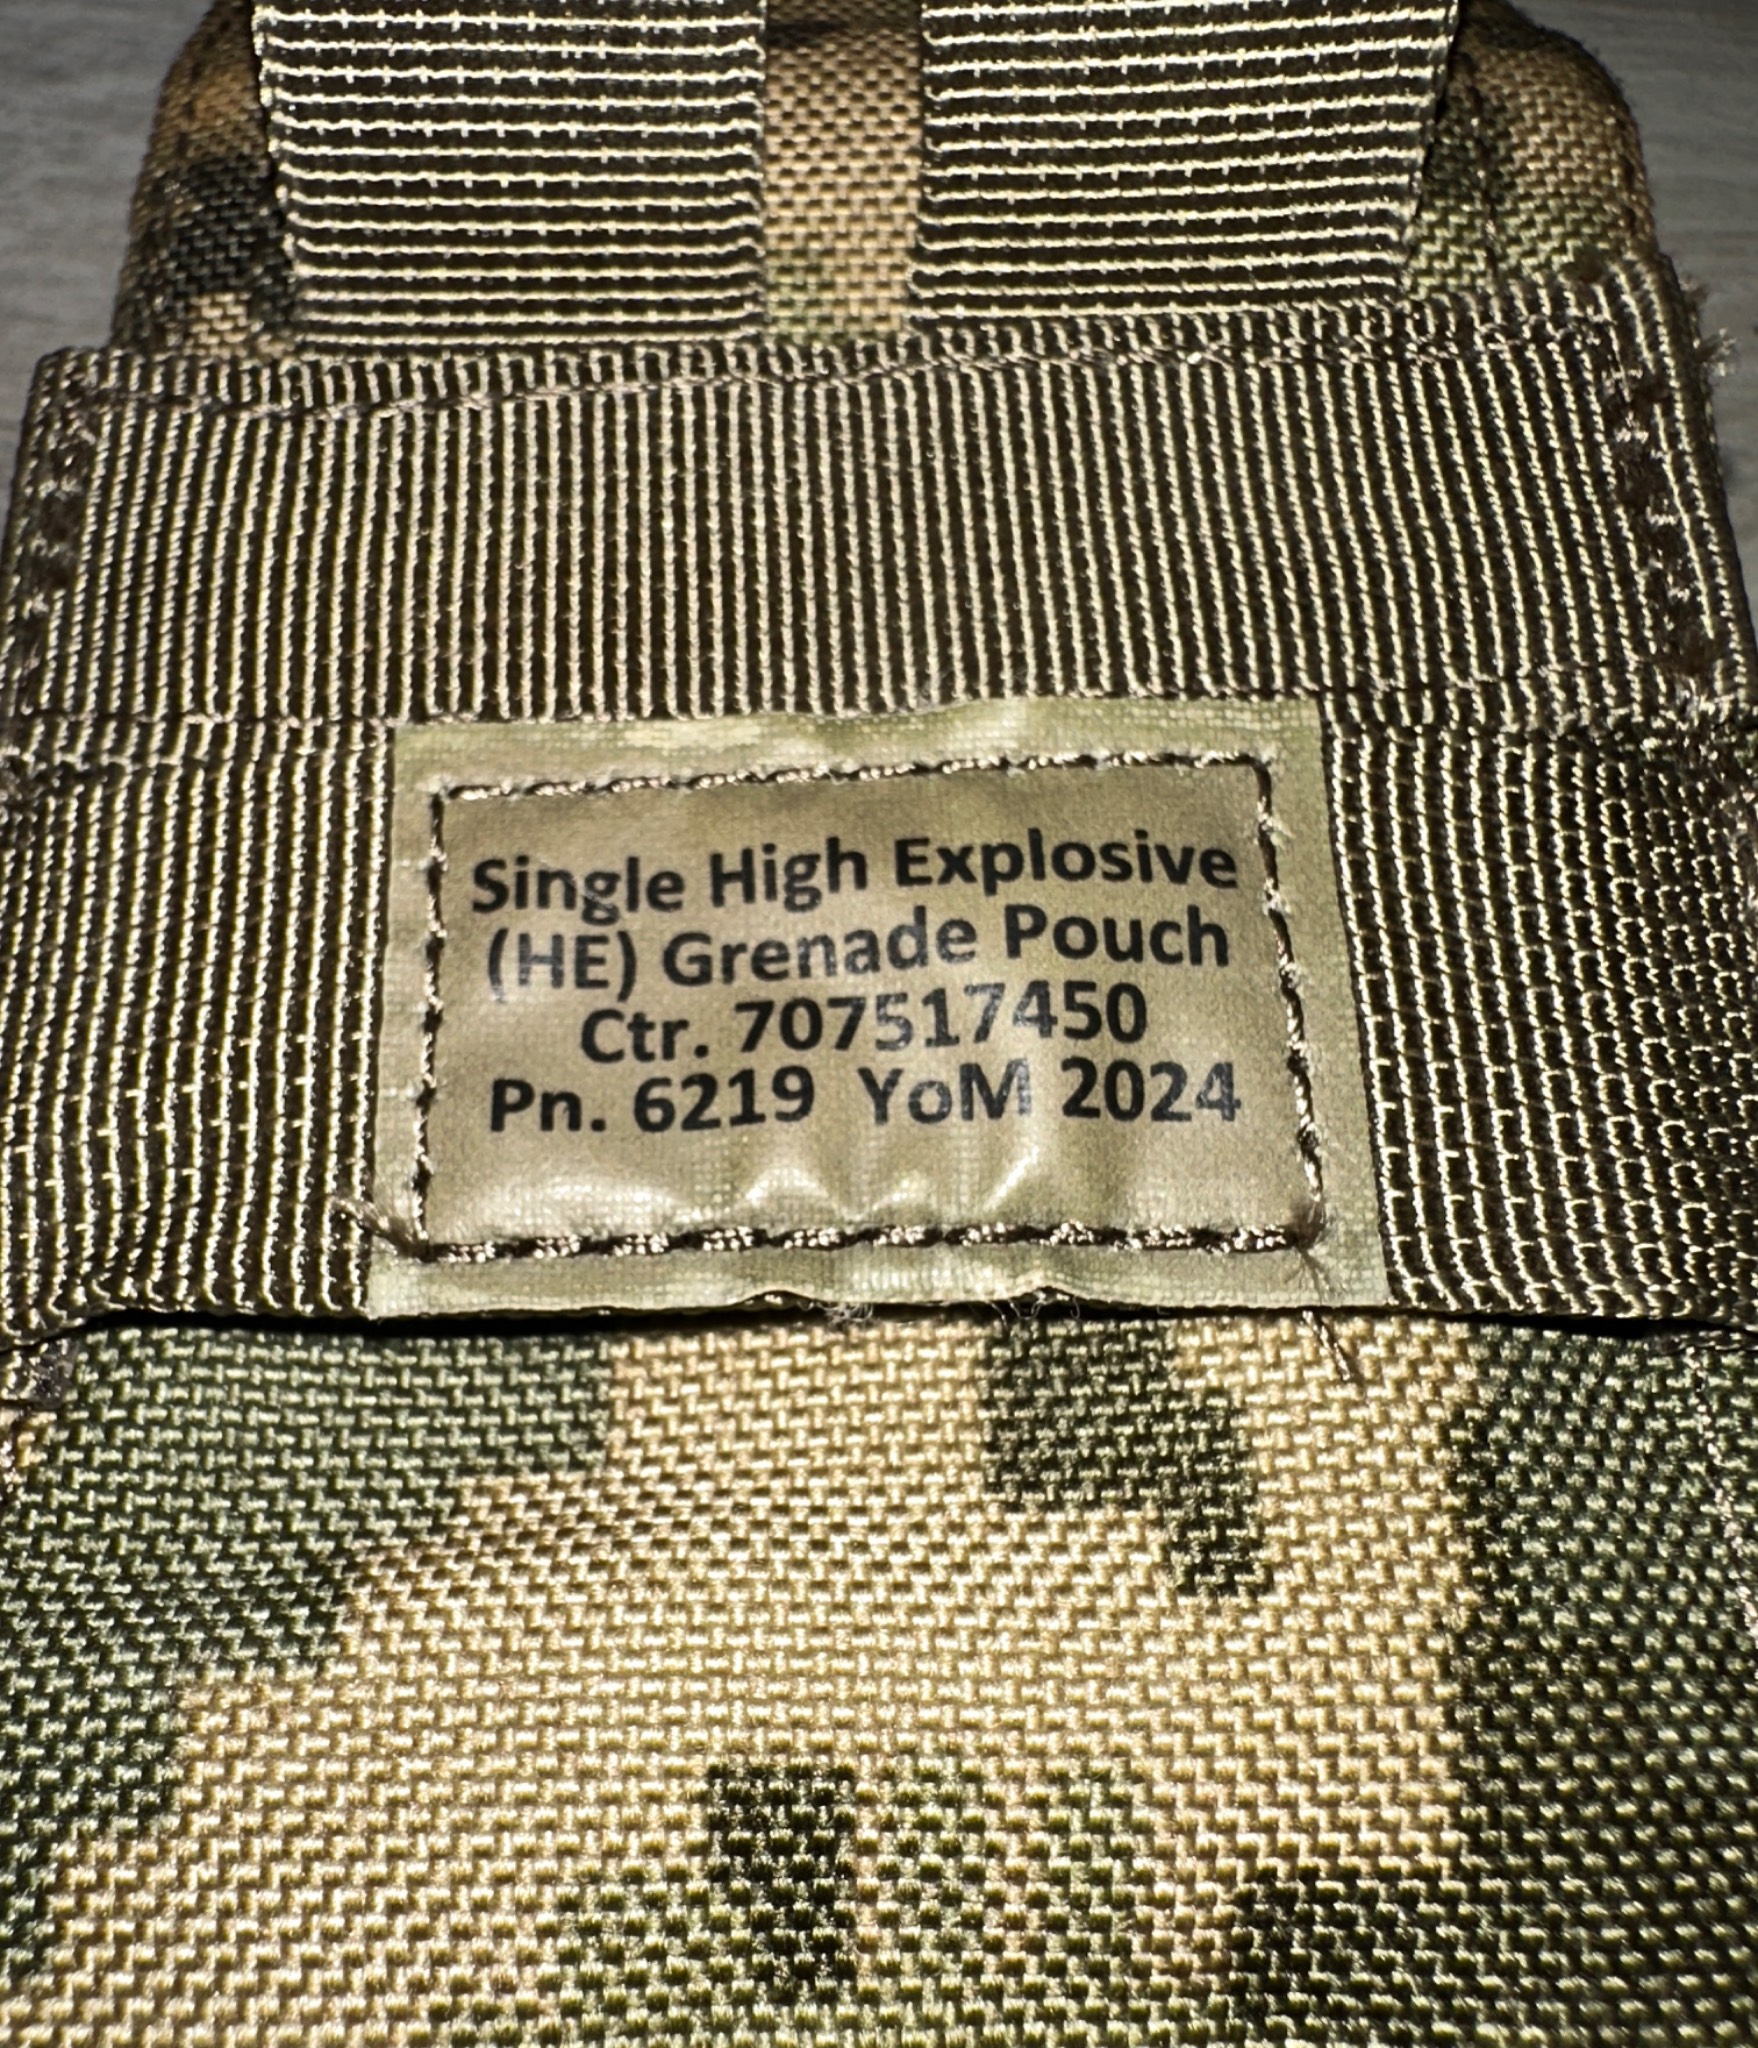 Single High Explosive
(HE) Grenade Pouch
Ctr. 707517450
Pn. 6219 YoM 2024